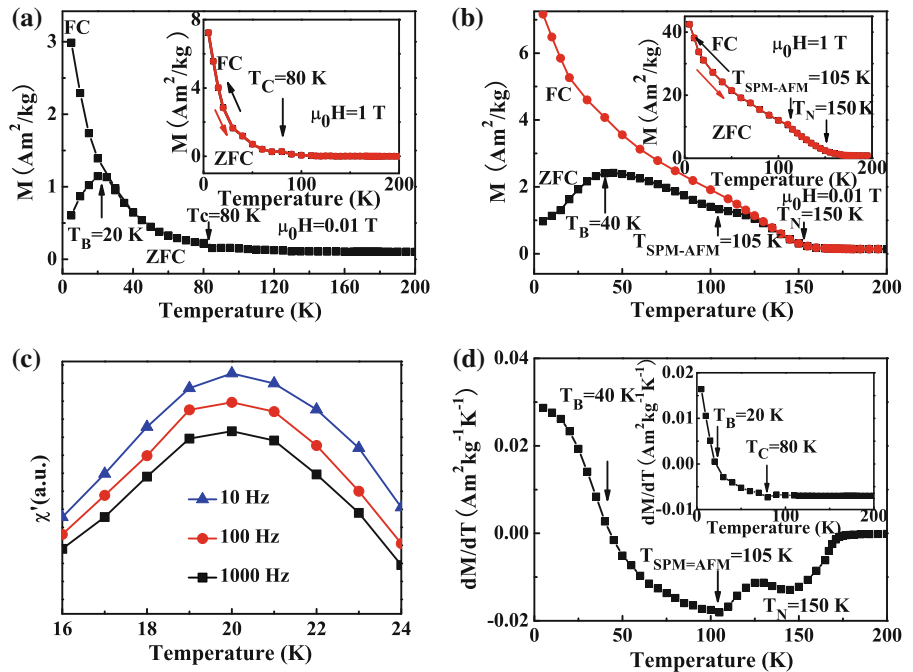 (a)
M (Am²/kg)
4
3
2
1
0
FC
ZFC
T_B=20 K
Tc=80 K
μ₀H=0.01 T
0 20 40 60 80 100 120 140 160 180 200
Temperature (K)
M (Am²/kg)
8
4
0
FC
T_C=80 K
μ₀H=1 T
ZFC
0 100 200
Temperature (K)
(b)
M (Am²/kg)
6
4
2
0
FC
ZFC
T_B=40 K
T_SPM-AFM=105 K
μ₀H=0.01 T
T_N=150 K
0 50 100 150 200
Temperature (K)
M (Am²/kg)
40
20
0
FC
μ₀H=1 T
T_SPM-AFM=105 K
T_N=150 K
ZFC
0 100 200
Temperature (K)
(c)
χ'(a.u.)
10 Hz
100 Hz
1000 Hz
16 18 20 22 24
Temperature (K)
(d)
dM/dT (Am²kg⁻¹K⁻¹)
0.04
0.02
0.00
-0.02
T_B=40 K
T_SPM=AFM=105 K
T_N=150 K
0 50 100 150 200
Temperature (K)
dM/dT (Am²kg⁻¹K⁻¹)
0.02
0.01
0.00
-0.01
T_B=20 K
T_C=80 K
0 100 200
Temperature (K)